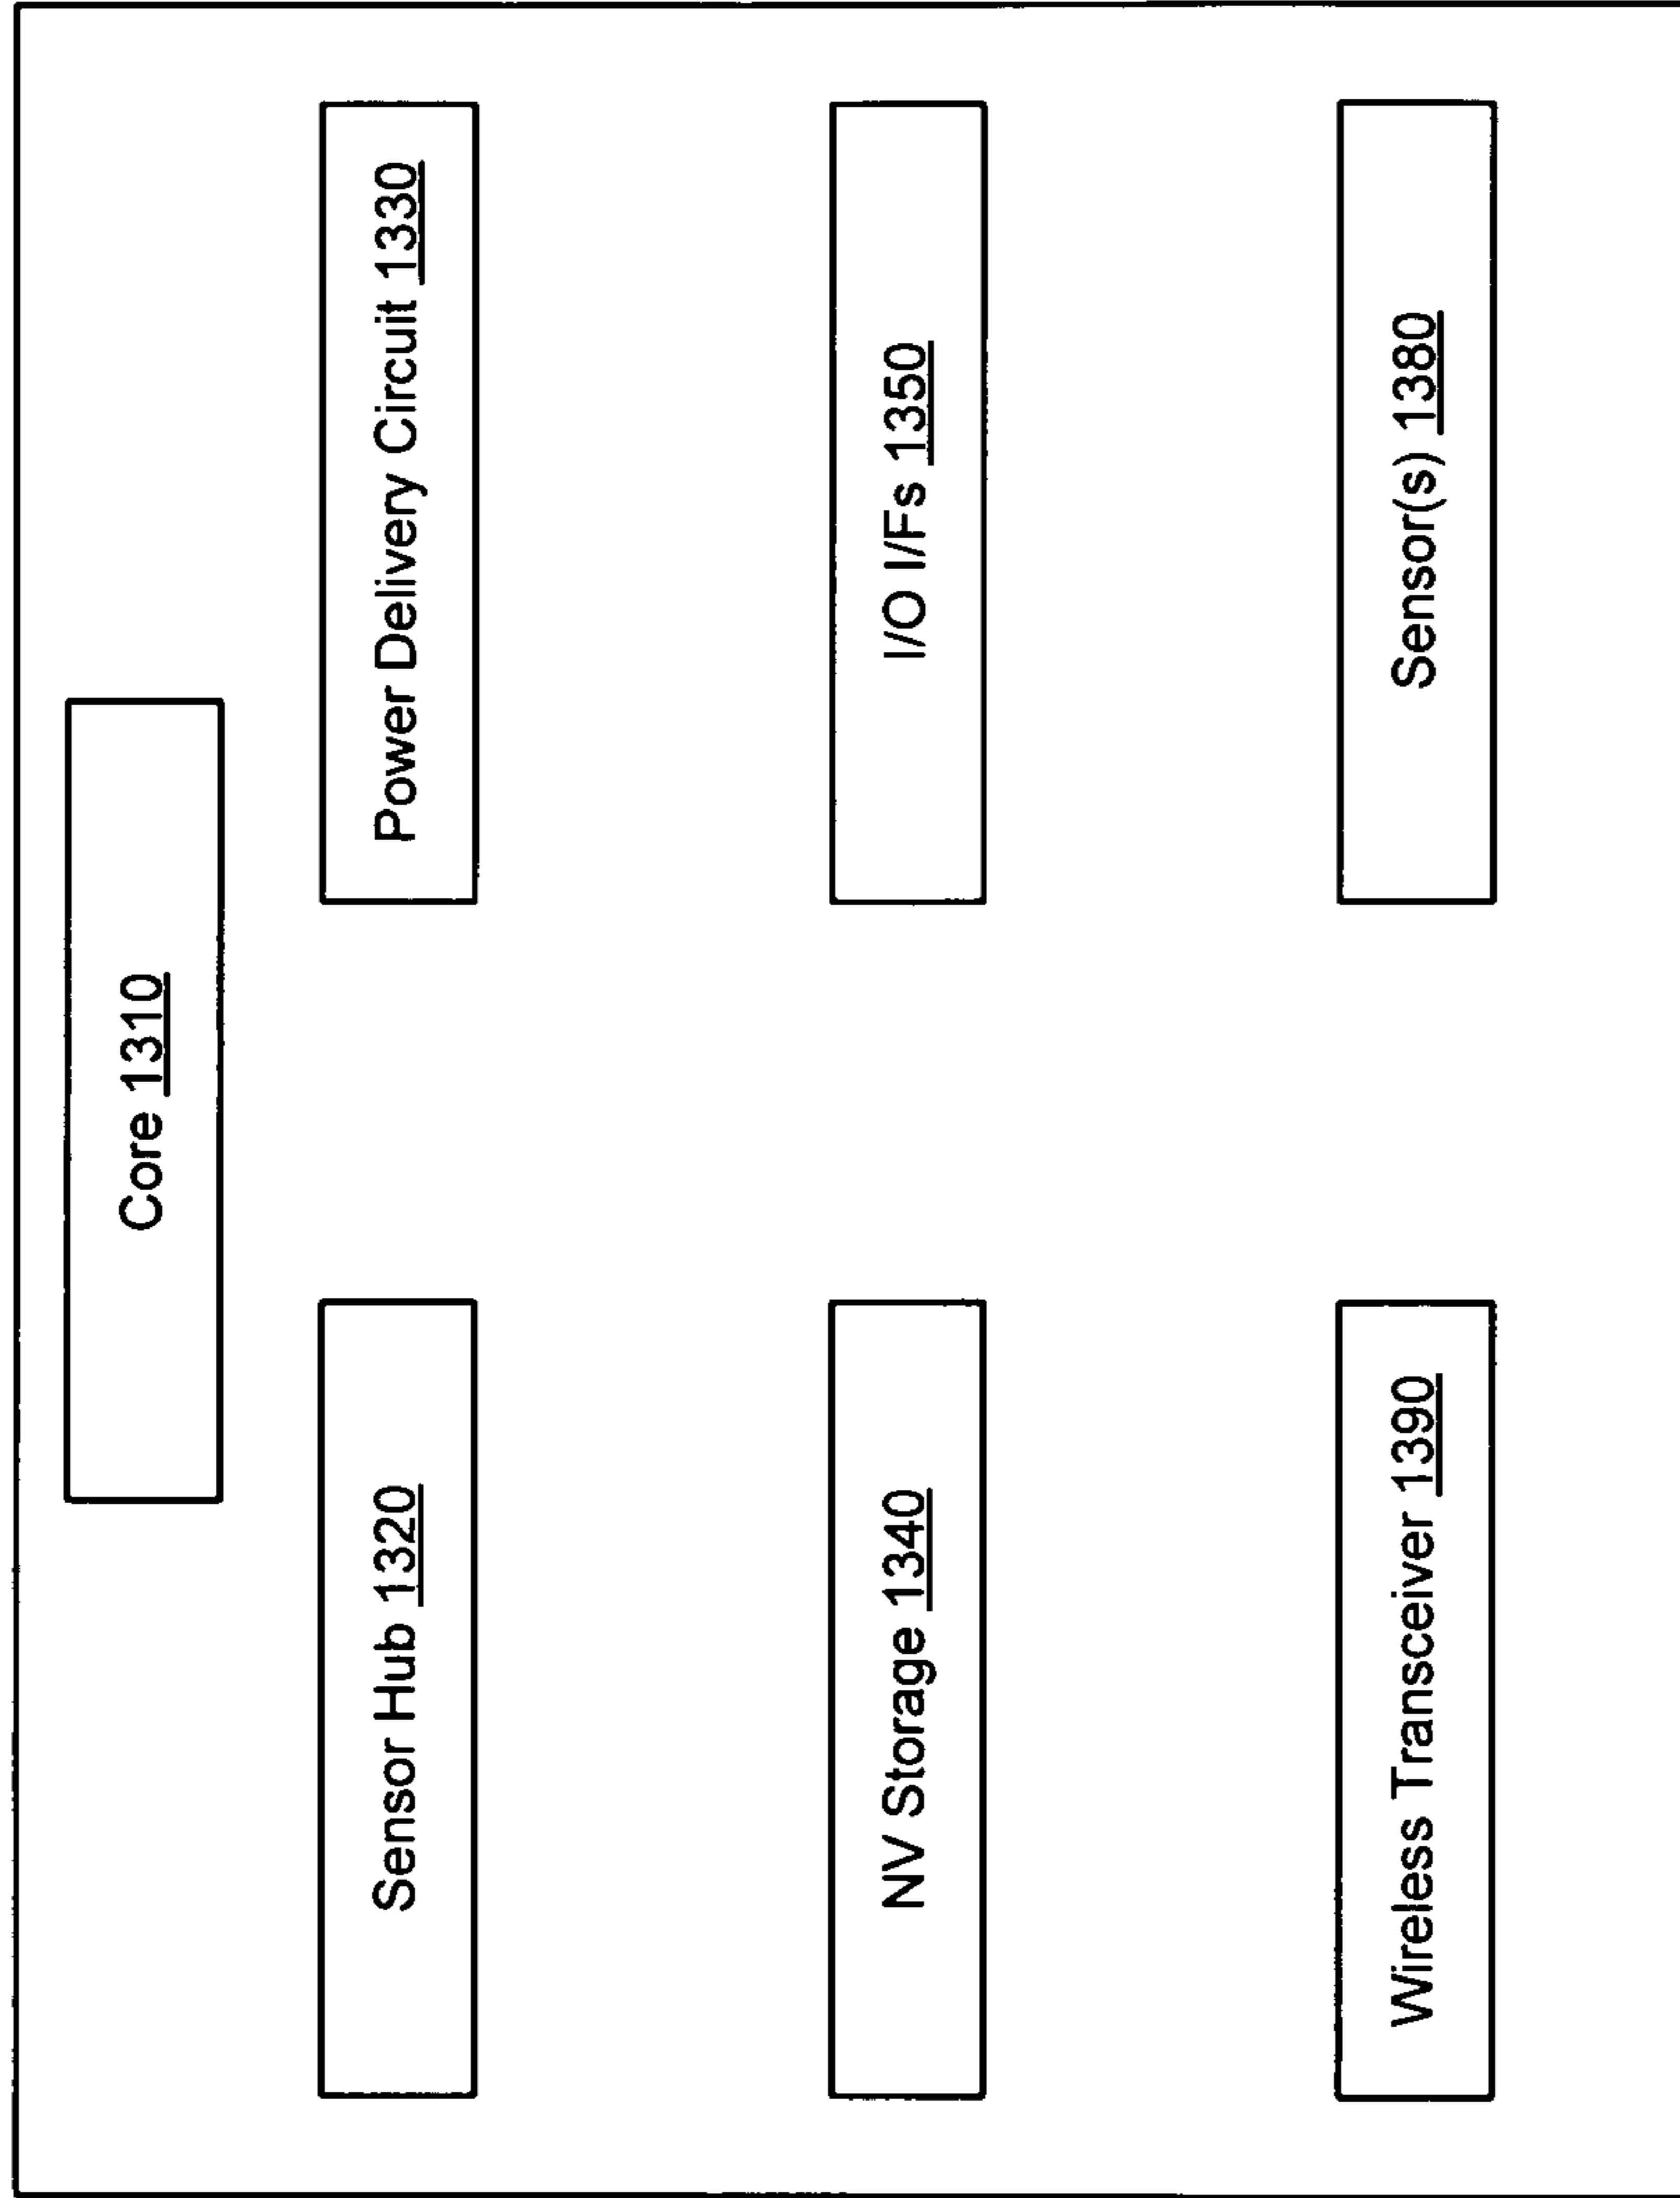 Core 1310
Sensor Hub 1320
Power Delivery Circuit 1330
NV Storage 1340
I/O I/Fs 1350
Wireless Transceiver 1390
Sensor(s) 1380